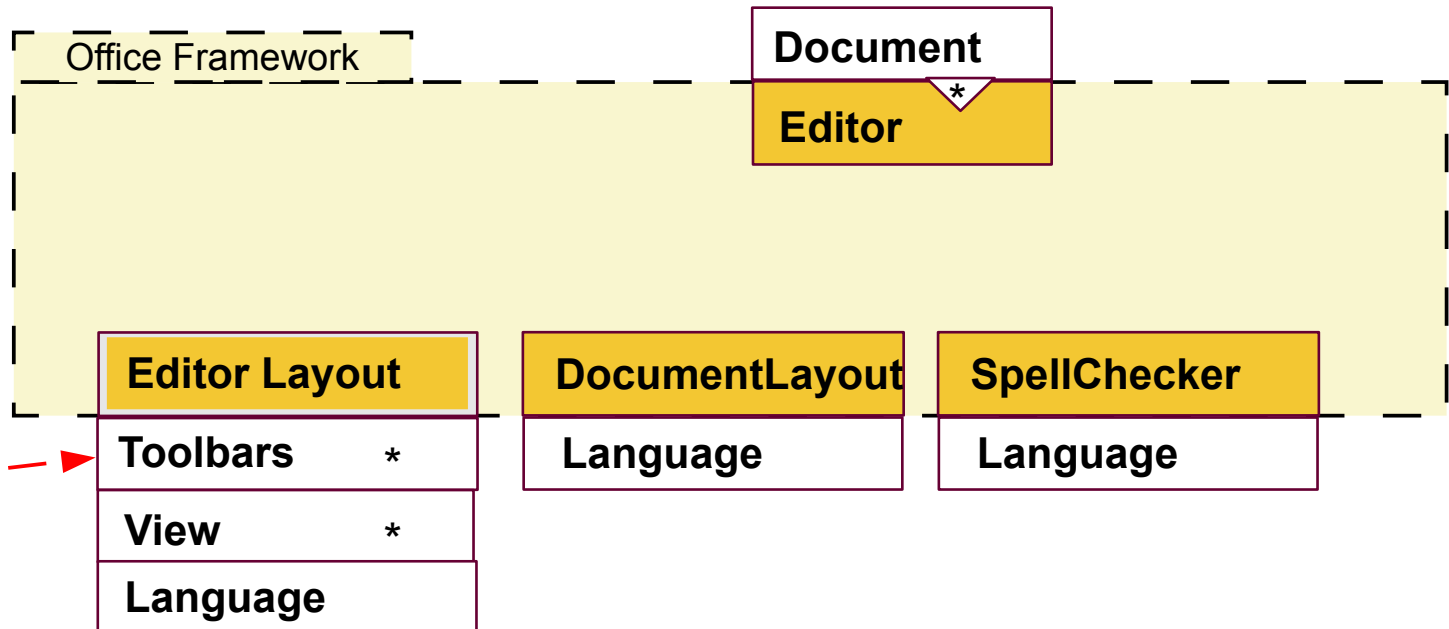 Office Framework
Document
*
Editor
Editor Layout
DocumentLayout
SpellChecker
Toolbars *
Language
Language
View *
Language